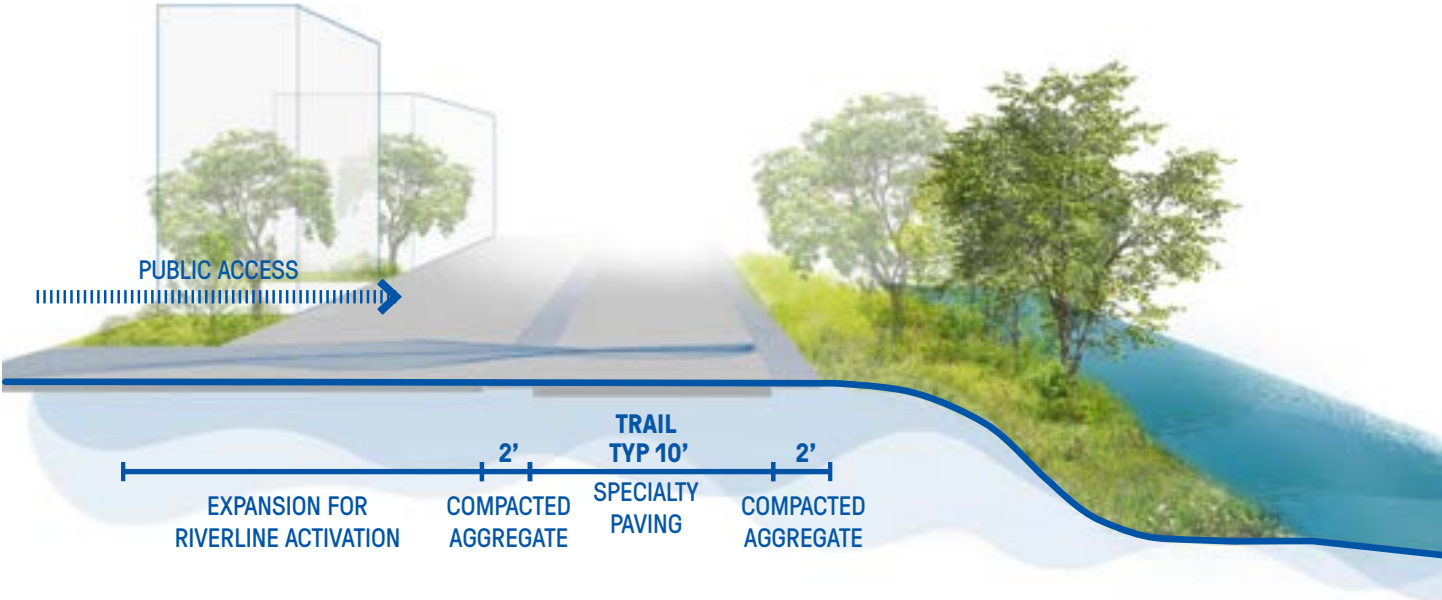 PUBLIC ACCESS
TRAIL
2’
TYP 10’
2’
EXPANSION FOR
RIVERLINE ACTIVATION
COMPACTED
AGGREGATE
SPECIALTY
PAVING
COMPACTED
AGGREGATE